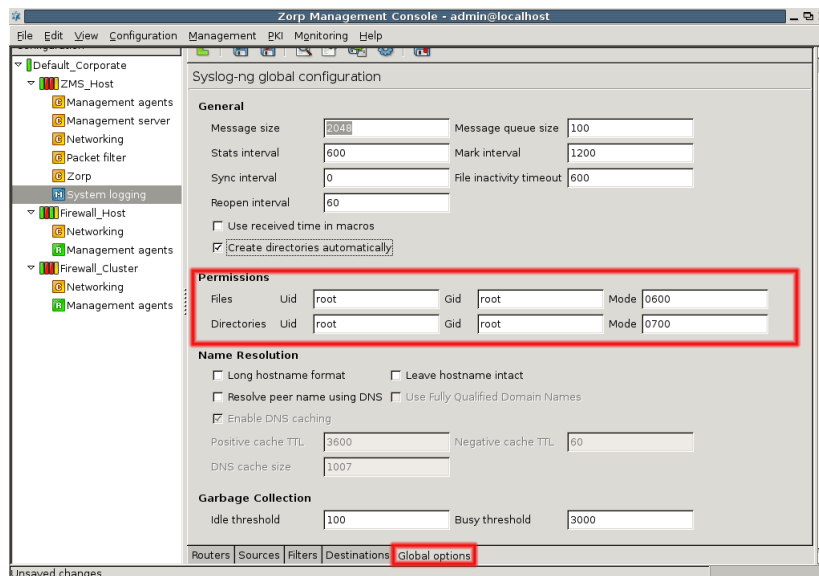 Zorp Management Console - admin@localhost
File Edit View Configuration Management PKI Monitoring Help
Default_Corporate
ZMS_Host
Management agents
Management server
Networking
Packet filter
Zorp
System logging
Firewall_Host
Networking
Management agents
Firewall_Cluster
Networking
Management agents
Syslog-ng global configuration
General
Message size 2048 Message queue size 100
Stats interval 600 Mark interval 1200
Sync interval 0 File inactivity timeout 600
Reopen interval 60
Use received time in macros
Create directories automatically
Permissions
Files Uid root Gid root Mode 0600
Directories Uid root Gid root Mode 0700
Name Resolution
Long hostname format Leave hostname intact
Resolve peer name using DNS Use Fully Qualified Domain Names
Enable DNS caching
Positive cache TTL 3600 Negative cache TTL 60
DNS cache size 1007
Garbage Collection
Idle threshold 100 Busy threshold 3000
Routers Sources Filters Destinations Global options
Unsaved changes